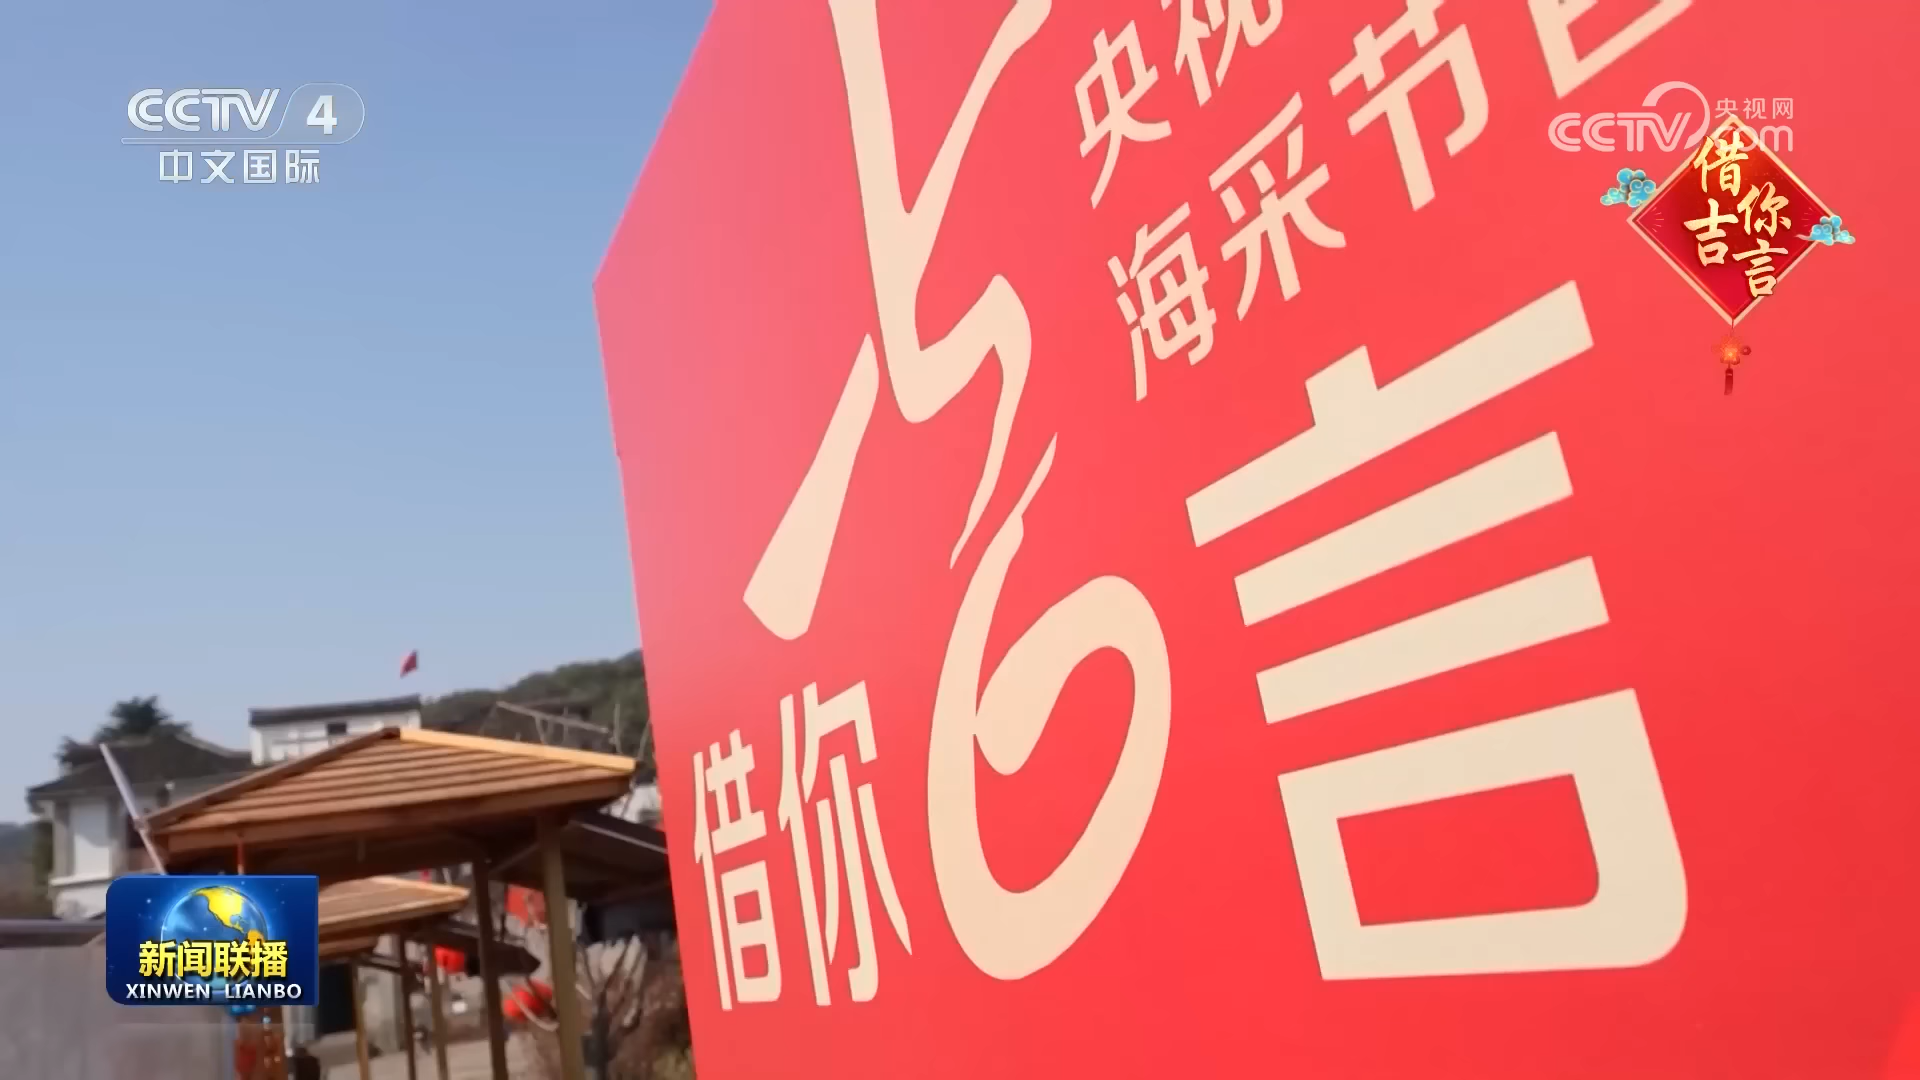 CCTV 4
中文国际
央视网
CCTV.com
借你
吉言
央视
海采节目
借你吉言
新闻联播
XINWEN LIANBO